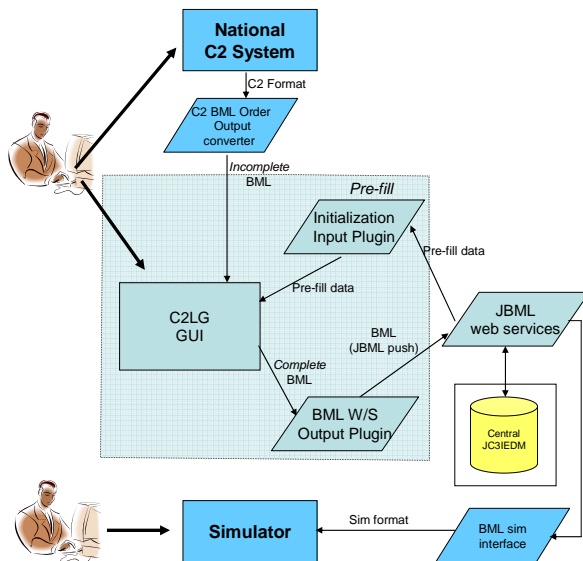 National
C2 System
C2 Format
C2 BML Order
Output
converter
Incomplete
BML
Pre-fill
Initialization
Input Plugin
Pre-fill data
Pre-fill data
C2LG
GUI
JBML
web services
BML
(JBML push)
Complete
BML
BML W/S
Output Plugin
Central
JC3IEDM
Simulator
Sim format
BML sim
interface